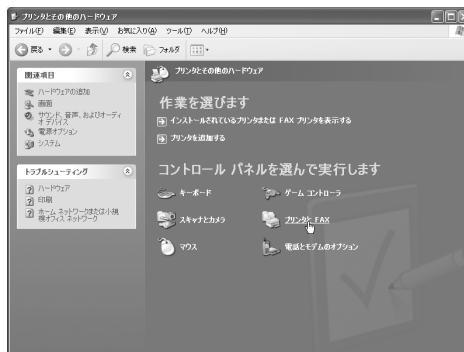 プリンタとその他のハードウェア
ファイル(F) 編集(E) 表示(V) お気に入り(A) ツール(T) ヘルプ(H)
戻る 検索 フォルダ
関連項目
ハードウェアの追加
画面
サウンド、音声、およびオーディ
オ デバイス
電源オプション
システム
トラブルシューティング
ハードウェア
印刷
ホーム ネットワークまたは小規
模オフィス ネットワーク
プリンタとその他のハードウェア
作業を選びます
インストールされているプリンタまたは FAX プリンタを表示する
プリンタを追加する
コントロール パネルを選んで実行します
キーボード
ゲーム コントローラ
スキャナとカメラ
プリンタと FAX
マウス
電話とモデムのオプション